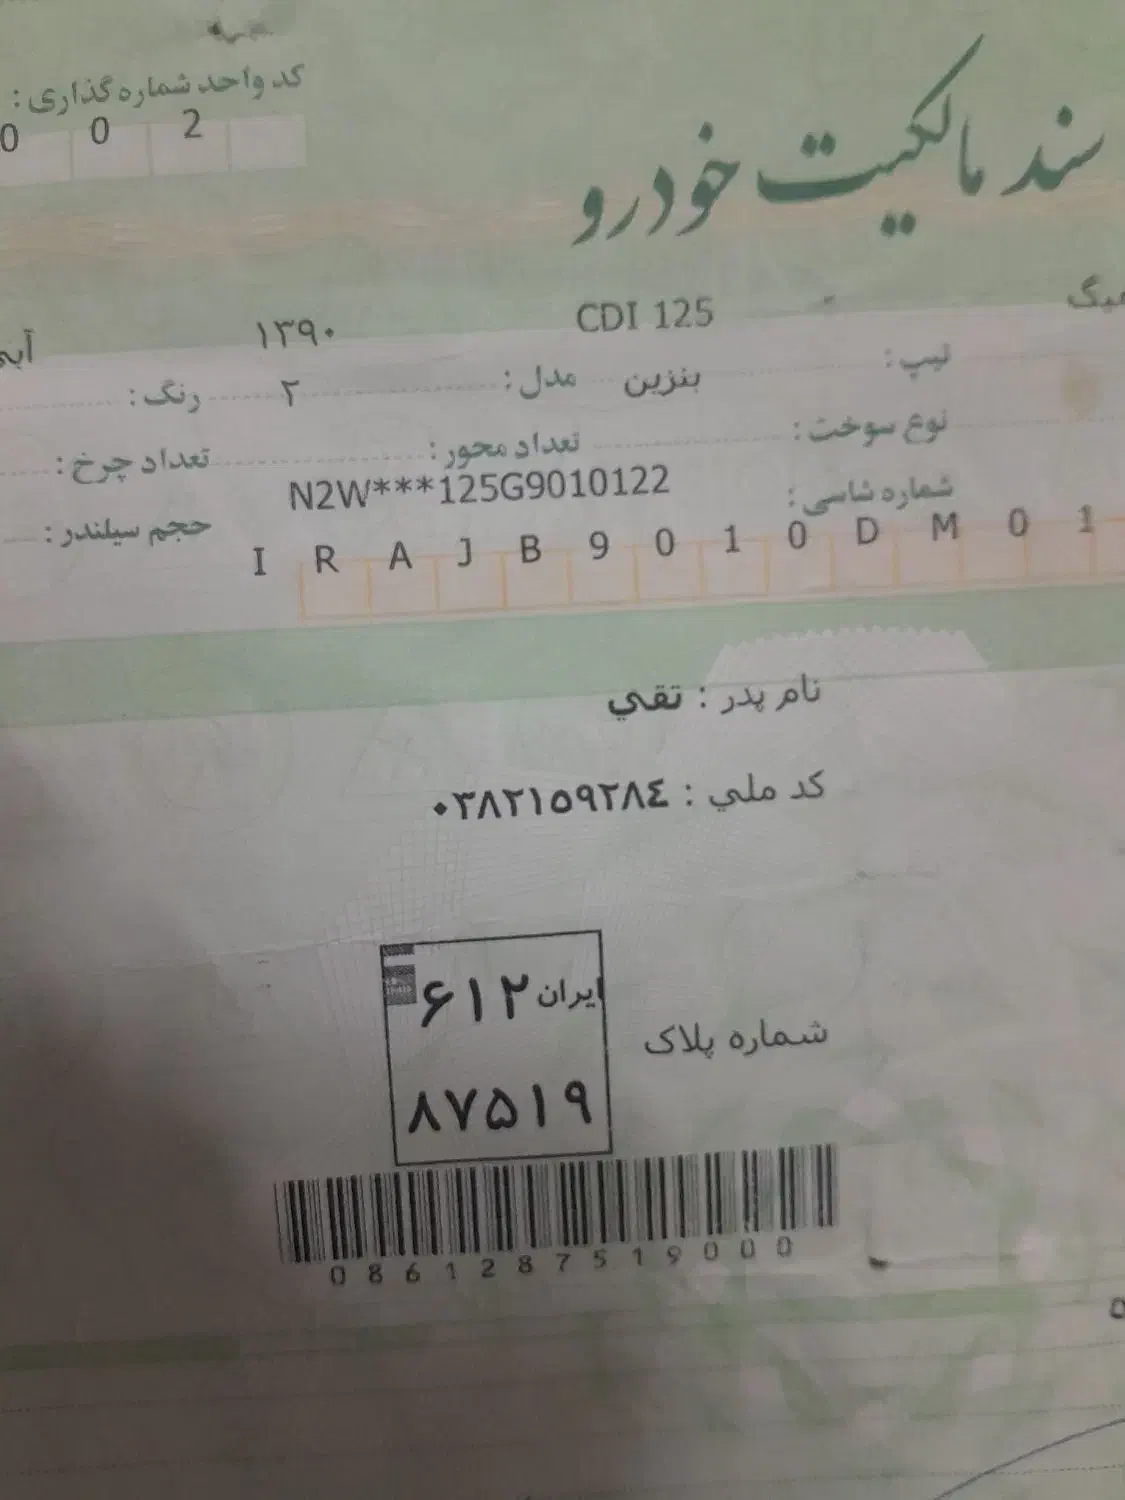 کد واحد شماره گذاری :
0 0 2
سند مالکیت خودرو
CDI 125 ۱۳۹۰
تیپ : مدل : رنگ :
بنزین ۲
نوع سوخت : تعداد محور : تعداد چرخ :
N2W***125G9010122
شماره شاسی : حجم سیلندر :
I R A J B 9 0 1 0 D M 0 1
نام پدر : تقي
کد ملي : ۰۳۸۲۱۵۹۲۸٤
ایران ۶۱۲
شماره پلاک
۸۷۵۱۹
0 8 6 1 2 8 7 5 1 9 0 0 0